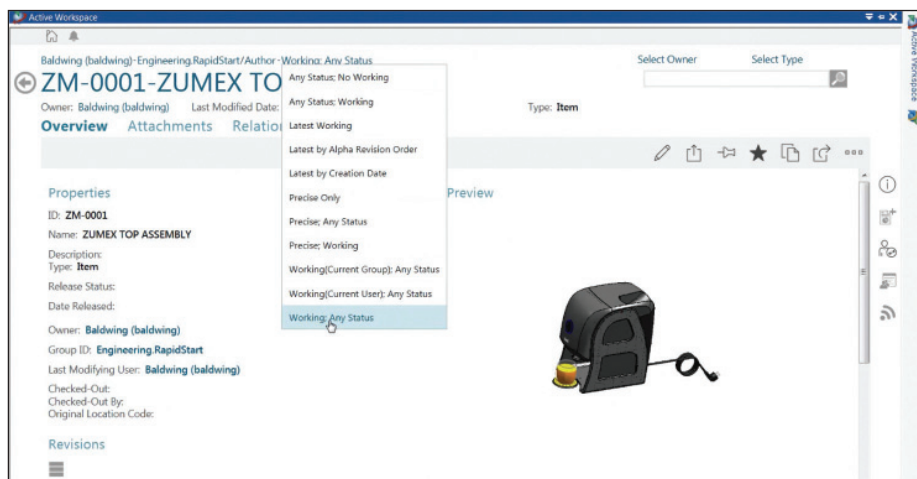 Active Workspace
Baldwing (baldwing)-Engineering.RapidStart/Author-Working; Any Status
Select Owner
Select Type
ZM-0001-ZUMEX TO
Owner: Baldwing (baldwing)
Last Modified Date:
Type: Item
Overview
Attachments
Relation
Any Status; No Working
Any Status; Working
Latest Working
Latest by Alpha Revision Order
Latest by Creation Date
Precise Only
Precise; Any Status
Precise; Working
Working(Current Group); Any Status
Working(Current User); Any Status
Working; Any Status
Properties
ID: ZM-0001
Name: ZUMEX TOP ASSEMBLY
Description:
Type: Item
Release Status:
Date Released:
Owner: Baldwing (baldwing)
Group ID: Engineering.RapidStart
Last Modifying User: Baldwing (baldwing)
Checked-Out:
Checked-Out By:
Original Location Code:
Revisions
Preview
Active Workspace